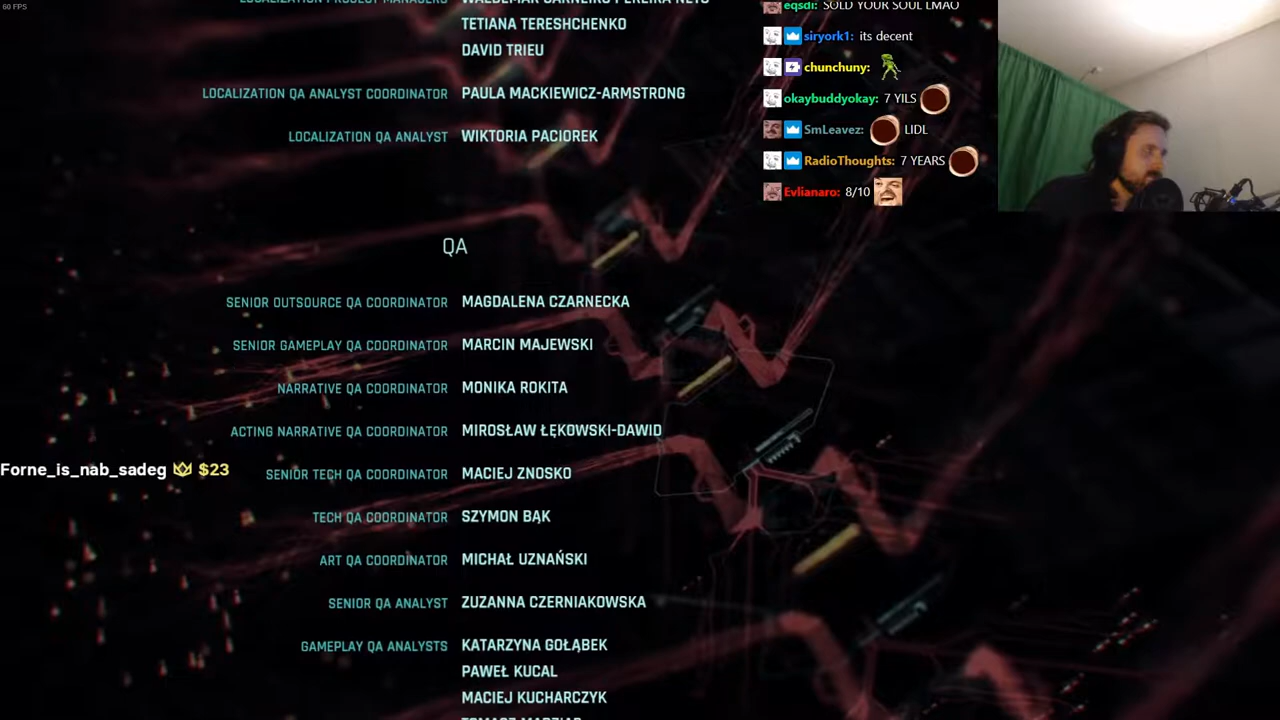 60 FPS
TETIANA TERESHCHENKO
DAVID TRIEU
LOCALIZATION QA ANALYST COORDINATOR PAULA MACKIEWICZ-ARMSTRONG
LOCALIZATION QA ANALYST WIKTORIA PACIOREK
QA
SENIOR OUTSOURCE QA COORDINATOR MAGDALENA CZARNECKA
SENIOR GAMEPLAY QA COORDINATOR MARCIN MAJEWSKI
NARRATIVE QA COORDINATOR MONIKA ROKITA
ACTING NARRATIVE QA COORDINATOR MIROSŁAW ŁĘKOWSKI-DAWID
SENIOR TECH QA COORDINATOR MACIEJ ZNOSKO
TECH QA COORDINATOR SZYMON BĄK
ART QA COORDINATOR MICHAŁ UZNAŃSKI
SENIOR QA ANALYST ZUZANNA CZERNIAKOWSKA
GAMEPLAY QA ANALYSTS KATARZYNA GOŁĄBEK
PAWEŁ KUCAL
MACIEJ KUCHARCZYK
Forne_is_nab_sadeg $23
eqsdi: SOLD YOUR SOUL LMAO
siryork1: its decent
chunchuny:
okaybuddyokay: 7 YILS
SmLeavez: LIDL
RadioThoughts: 7 YEARS
Evlianaro: 8/10